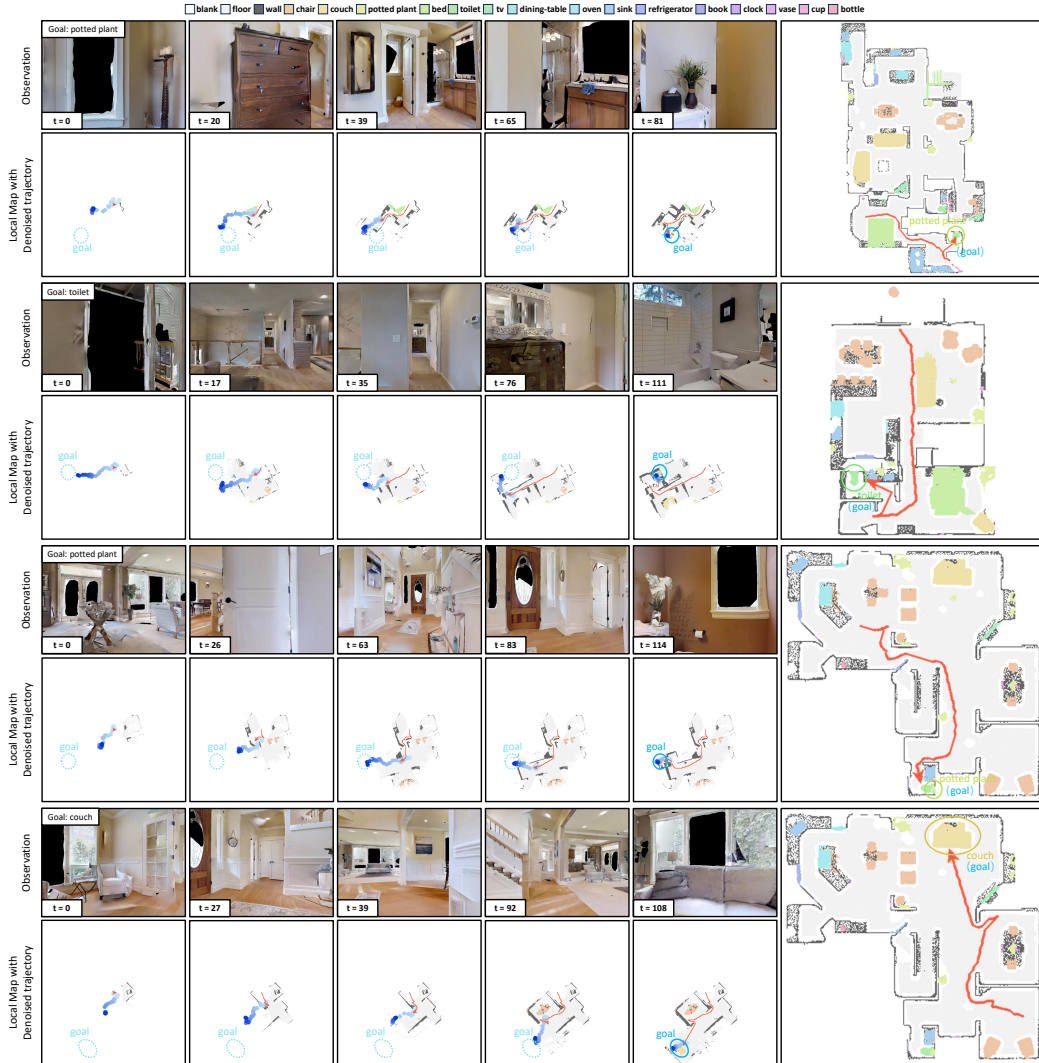 blank floor wall chair couch potted plant bed toilet tv dining-table oven sink refrigerator book clock vase cup bottle
Observation
Goal: potted plant
t = 0
t = 20
t = 39
t = 65
t = 81
Local Map with
Denoised trajectory
goal
goal
goal
goal
goal
potted plant
(goal)
Observation
Goal: toilet
t = 0
t = 17
t = 35
t = 76
t = 111
Local Map with
Denoised trajectory
goal
goal
goal
goal
goal
toilet
(goal)
Observation
Goal: potted plant
t = 0
t = 26
t = 63
t = 83
t = 114
Local Map with
Denoised trajectory
goal
goal
goal
goal
goal
potted plant
(goal)
Observation
Goal: couch
t = 0
t = 27
t = 39
t = 92
t = 108
Local Map with
Denoised trajectory
goal
goal
goal
goal
goal
couch
(goal)